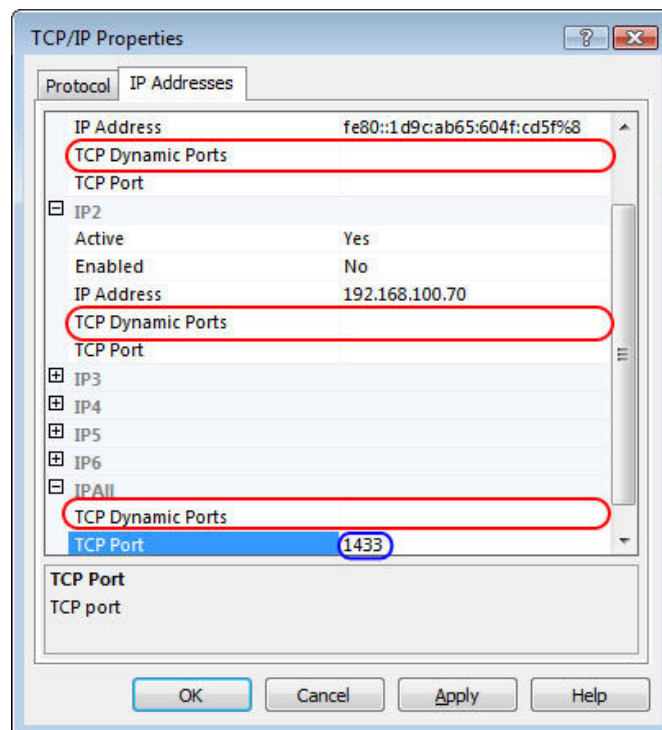 TCP/IP Properties
Protocol IP Addresses
IP Address fe80::1d9c:ab65:604f:cd5f%8
TCP Dynamic Ports
TCP Port
IP2
Active Yes
Enabled No
IP Address 192.168.100.70
TCP Dynamic Ports
TCP Port
IP3
IP4
IP5
IP6
IPAll
TCP Dynamic Ports
TCP Port 1433
TCP Port
TCP port
OK Cancel Apply Help